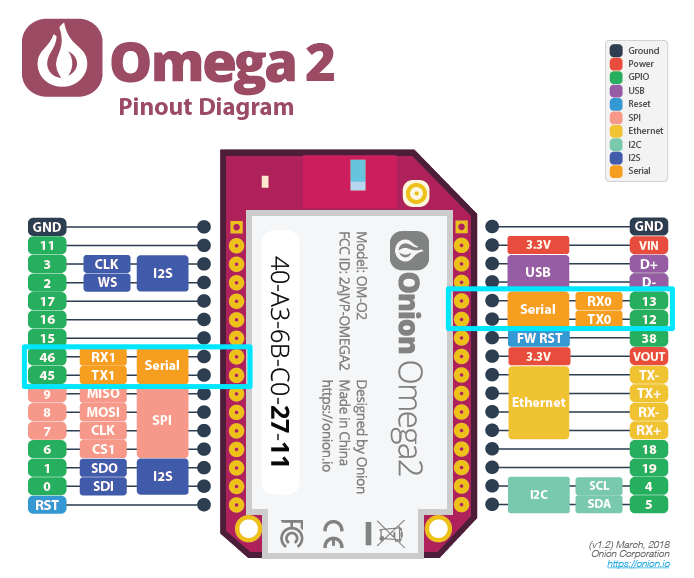 Omega 2
Pinout Diagram
Ground
Power
GPIO
USB
Reset
SPI
Ethernet
I2C
I2S
Serial
GND
11
3 CLK I2S
2 WS
17
16
15
46 RX1 Serial
45 TX1
9 MISO SPI
8 MOSI
7 CLK
6 CS1
1 SDO I2S
0 SDI
RST
40-A3-6B-C0-27-11
Model: OM-O2
FCC ID: 2AJVP-OMEGA2
Designed by Onion
Made in China
https://onion.io
Onion Omega2
FC
CE
GND
3.3V VIN
USB D+
D-
Serial RX0 13
TX0 12
FW RST 38
3.3V VOUT
Ethernet TX-
TX+
RX-
RX+
18
19
I2C SCL 4
SDA 5
(v1.2) March, 2018
Onion Corporation
https://onion.io